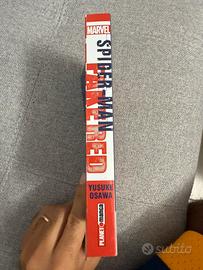 MARVEL
SPIDER-MAN
FAKE RED
YUSUKE
OSAWA
PLANET manga
subito